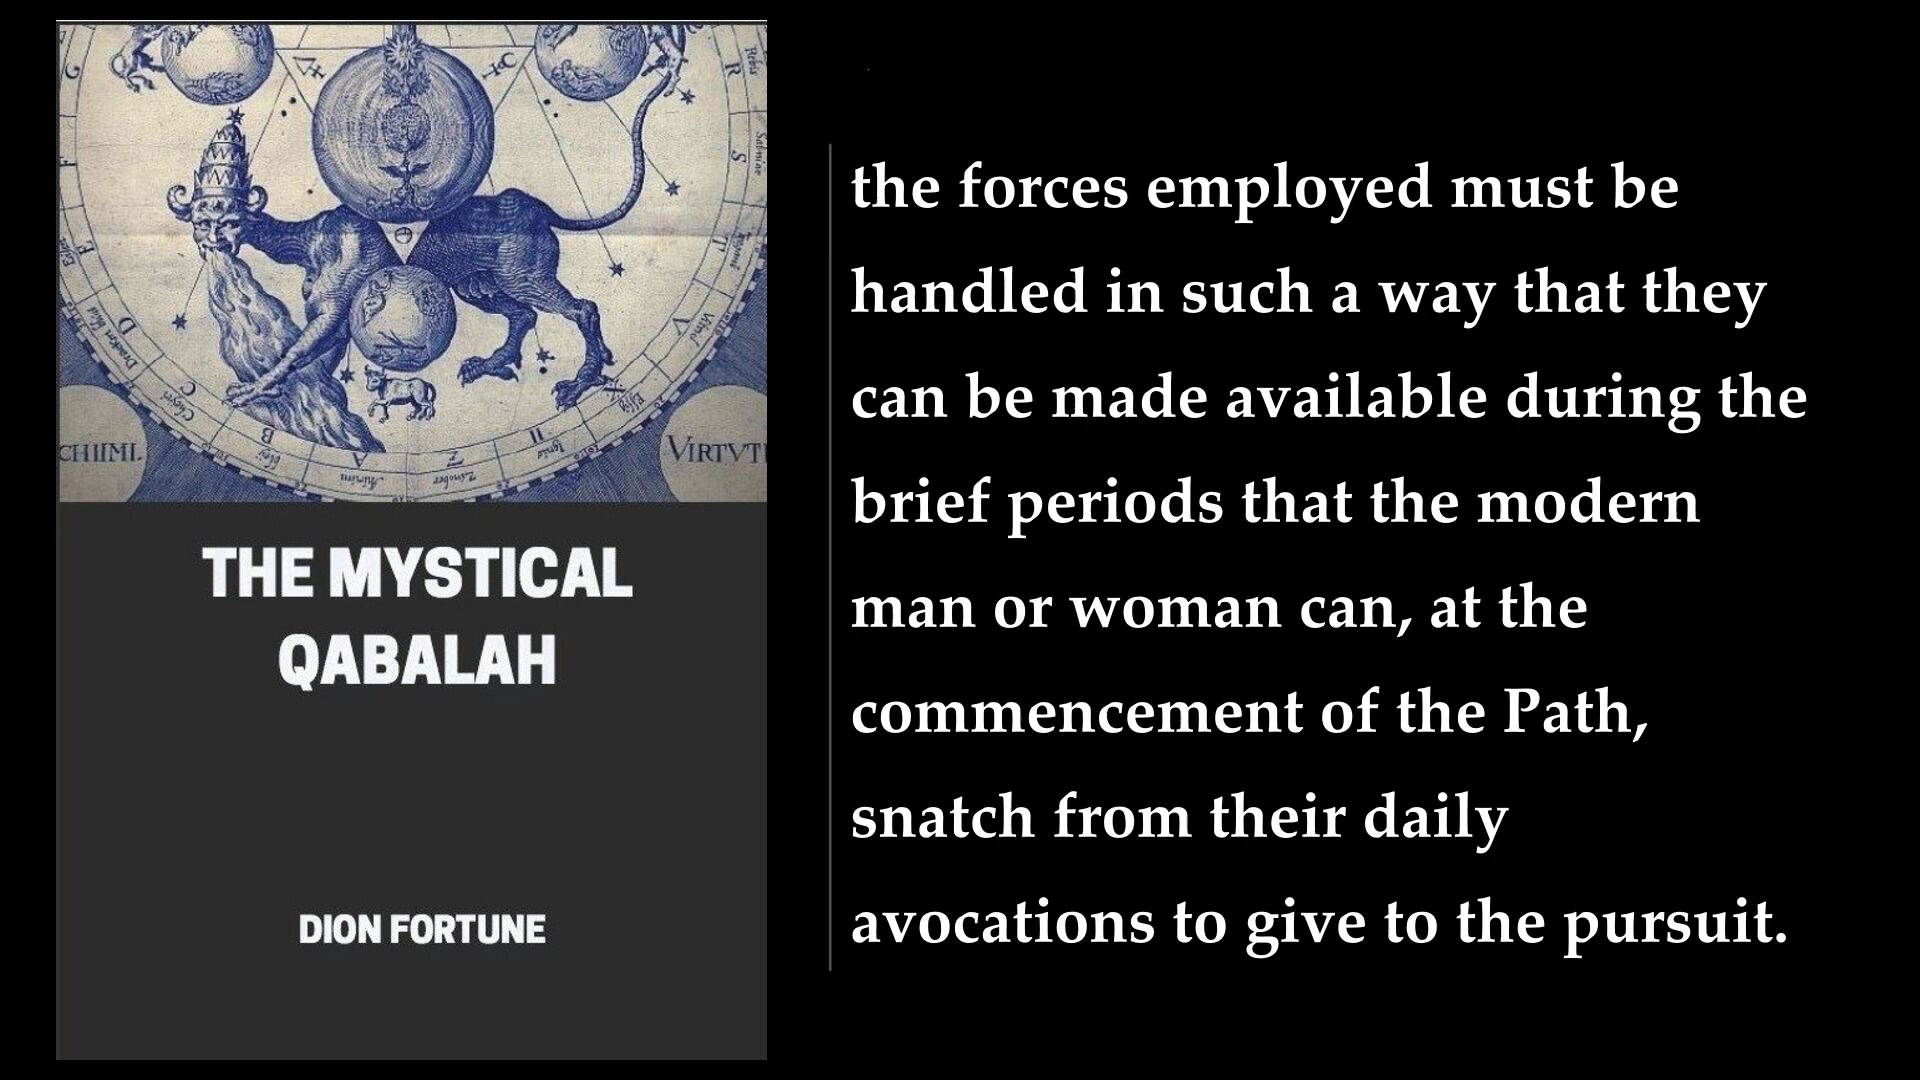 THE MYSTICAL
QABALAH
DION FORTUNE
CHIIMI.
VIRTVTI
the forces employed must be
handled in such a way that they
can be made available during the
brief periods that the modern
man or woman can, at the
commencement of the Path,
snatch from their daily
avocations to give to the pursuit.